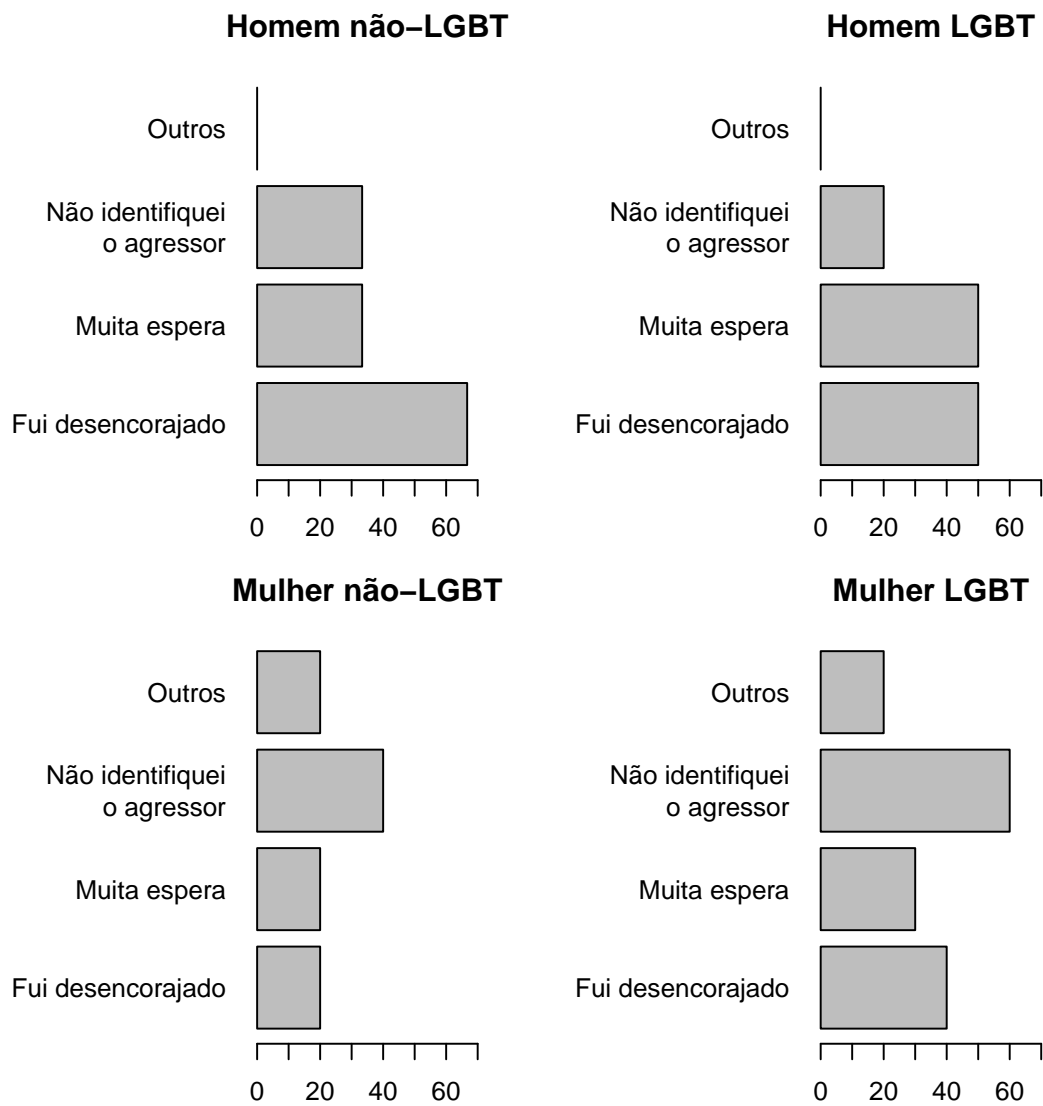 Homem não−LGBT
Outros
Não identifiquei
o agressor
Muita espera
Fui desencorajado
0 20 40 60
Homem LGBT
Outros
Não identifiquei
o agressor
Muita espera
Fui desencorajado
0 20 40 60
Mulher não−LGBT
Outros
Não identifiquei
o agressor
Muita espera
Fui desencorajado
0 20 40 60
Mulher LGBT
Outros
Não identifiquei
o agressor
Muita espera
Fui desencorajado
0 20 40 60